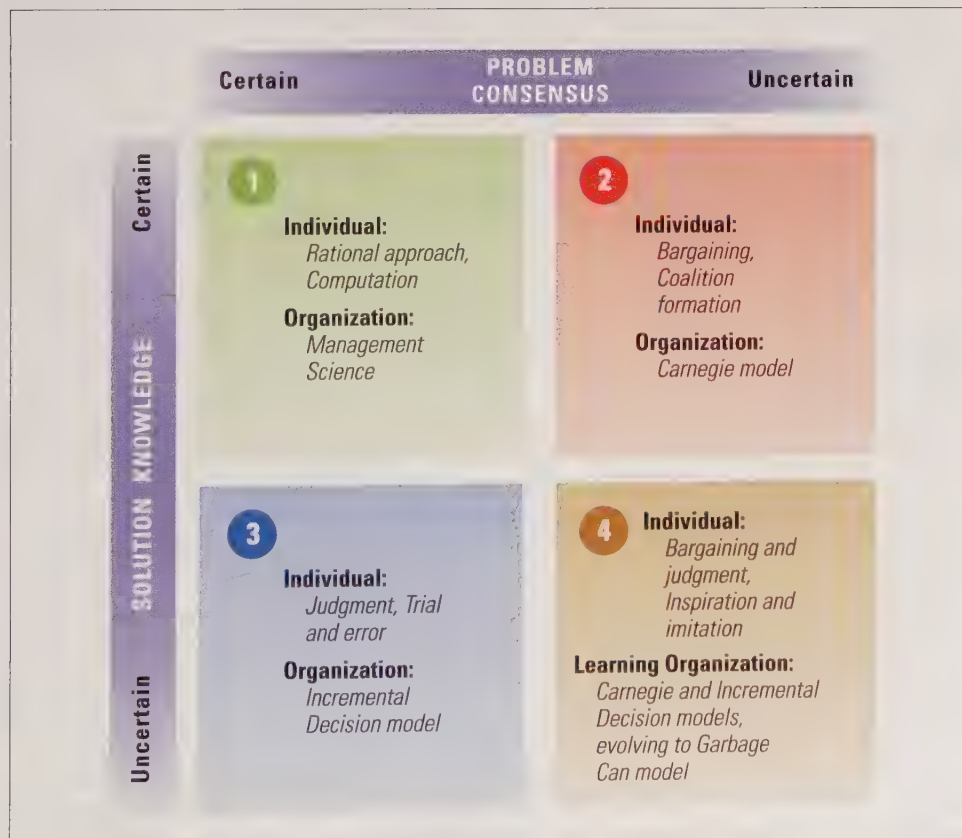 Certain
PROBLEM
CONSENSUS
Uncertain
Certain
SOLUTION KNOWLEDGE
Uncertain
1
Individual:
Rational approach,
Computation
Organization:
Management
Science
2
Individual:
Bargaining,
Coalition
formation
Organization:
Carnegie model
3
Individual:
Judgment, Trial
and error
Organization:
Incremental
Decision model
4
Individual:
Bargaining and
judgment,
Inspiration and
imitation
Learning Organization:
Carnegie and Incremental
Decision models,
evolving to Garbage
Can model